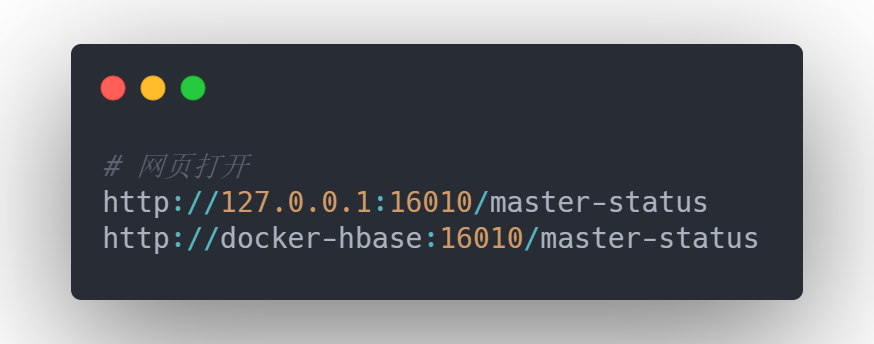 # 网页打开
http://127.0.0.1:16010/master-status
http://docker-hbase:16010/master-status